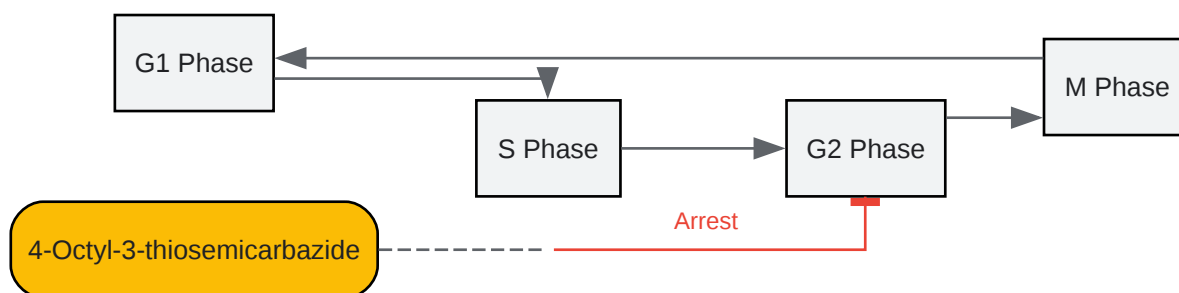 G1 Phase
M Phase
S Phase
G2 Phase
Arrest
4-Octyl-3-thiosemicarbazide